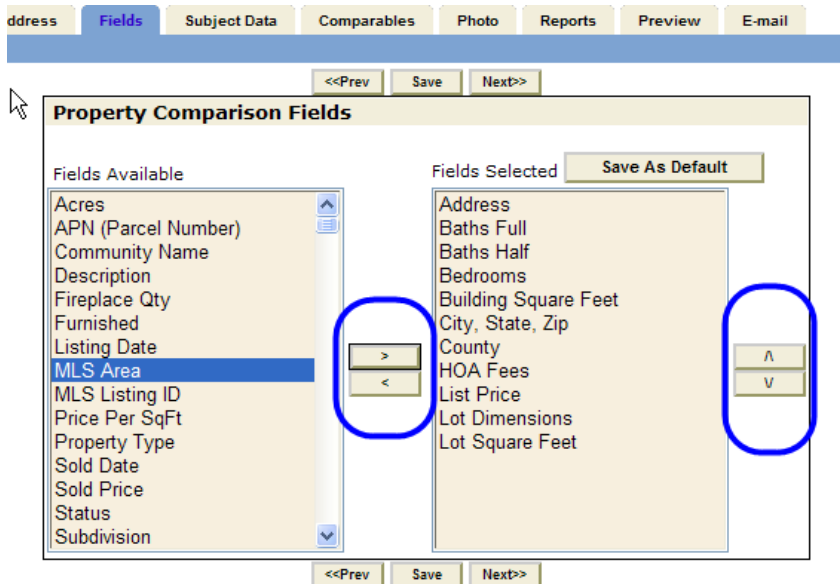 ddress Fields Subject Data Comparables Photo Reports Preview E-mail
<<Prev Save Next>>
Property Comparison Fields
Fields Available
Fields Selected Save As Default
Acres
APN (Parcel Number)
Community Name
Description
Fireplace Qty
Furnished
Listing Date
MLS Area
MLS Listing ID
Price Per SqFt
Property Type
Sold Date
Sold Price
Status
Subdivision
>
<
Address
Baths Full
Baths Half
Bedrooms
Building Square Feet
City, State, Zip
County
HOA Fees
List Price
Lot Dimensions
Lot Square Feet
/\
\/
<<Prev Save Next>>